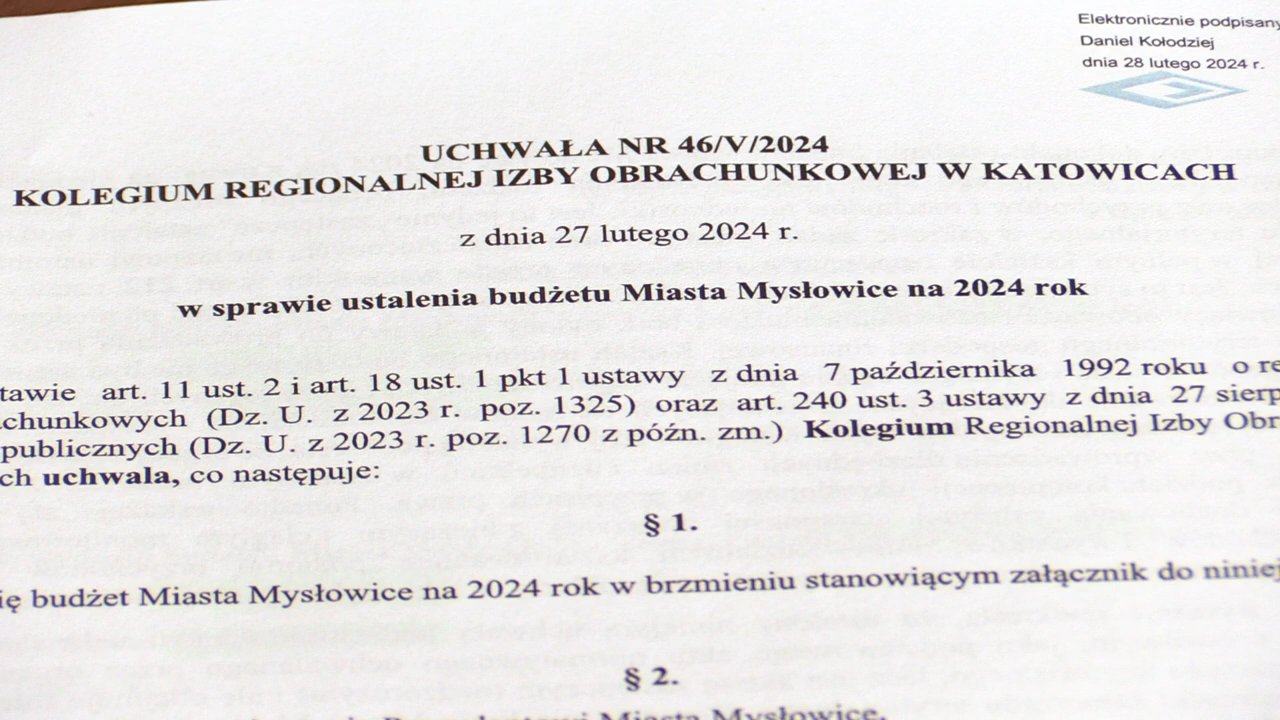 Elektronicznie podpisany
Daniel Kołodziej
dnia 28 lutego 2024 r.
UCHWAŁA NR 46/V/2024
KOLEGIUM REGIONALNEJ IZBY OBRACHUNKOWEJ W KATOWICACH
z dnia 27 lutego 2024 r.
w sprawie ustalenia budżetu Miasta Mysłowice na 2024 rok
tawie art. 11 ust. 2 i art. 18 ust. 1 pkt 1 ustawy z dnia 7 października 1992 roku o re
chunkowych (Dz. U. z 2023 r. poz. 1325) oraz art. 240 ust. 3 ustawy z dnia 27 sierp
publicznych (Dz. U. z 2023 r. poz. 1270 z późn. zm.) Kolegium Regionalnej Izby Obr
ch uchwala, co następuje:
§ 1.
ię budżet Miasta Mysłowice na 2024 rok w brzmieniu stanowiącym załącznik do niniej
§ 2.
Miasta Mysłowice.